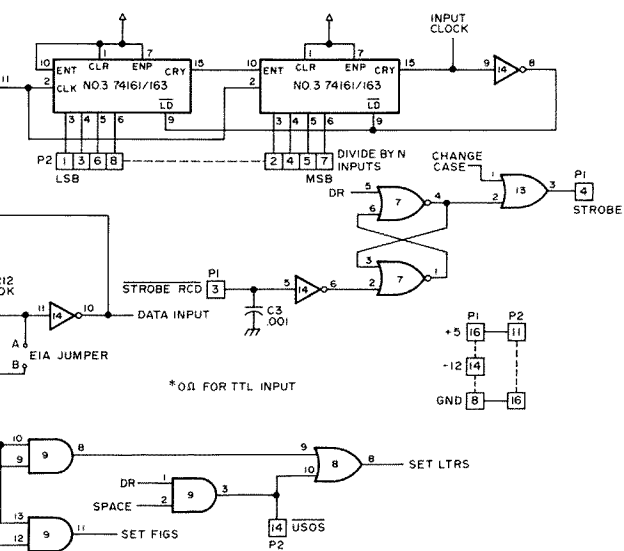 INPUT
CLOCK
1 7 1 7
10 ENT CLR ENP CRY 15 10 ENT CLR ENP CRY 15 9 14 8
11 2 CLK NO.3 74161/163 2 NO.3 74161/163
LD LD
3 4 5 6 9 3 4 5 6 9
P2 1 3 6 8 2 4 5 7 DIVIDE BY N
INPUTS
LSB MSB
CHANGE
CASE 1
DR 5 7 4 2 13 3 P1
4
STROBE
6
3
P1
STROBE RCD 3 5 14 6 2 7 1
C3
.001
R12
0K
11 14 10 DATA INPUT
A
EIA JUMPER
B
*0Ω FOR TTL INPUT
P1 P2
+5 16 11
-12 14
GND 8 16
10 9 8 9
9 10 8 8 SET LTRS
DR 1
SPACE 2 9 3
14 USOS
P2
13 9 11 SET FIGS
12